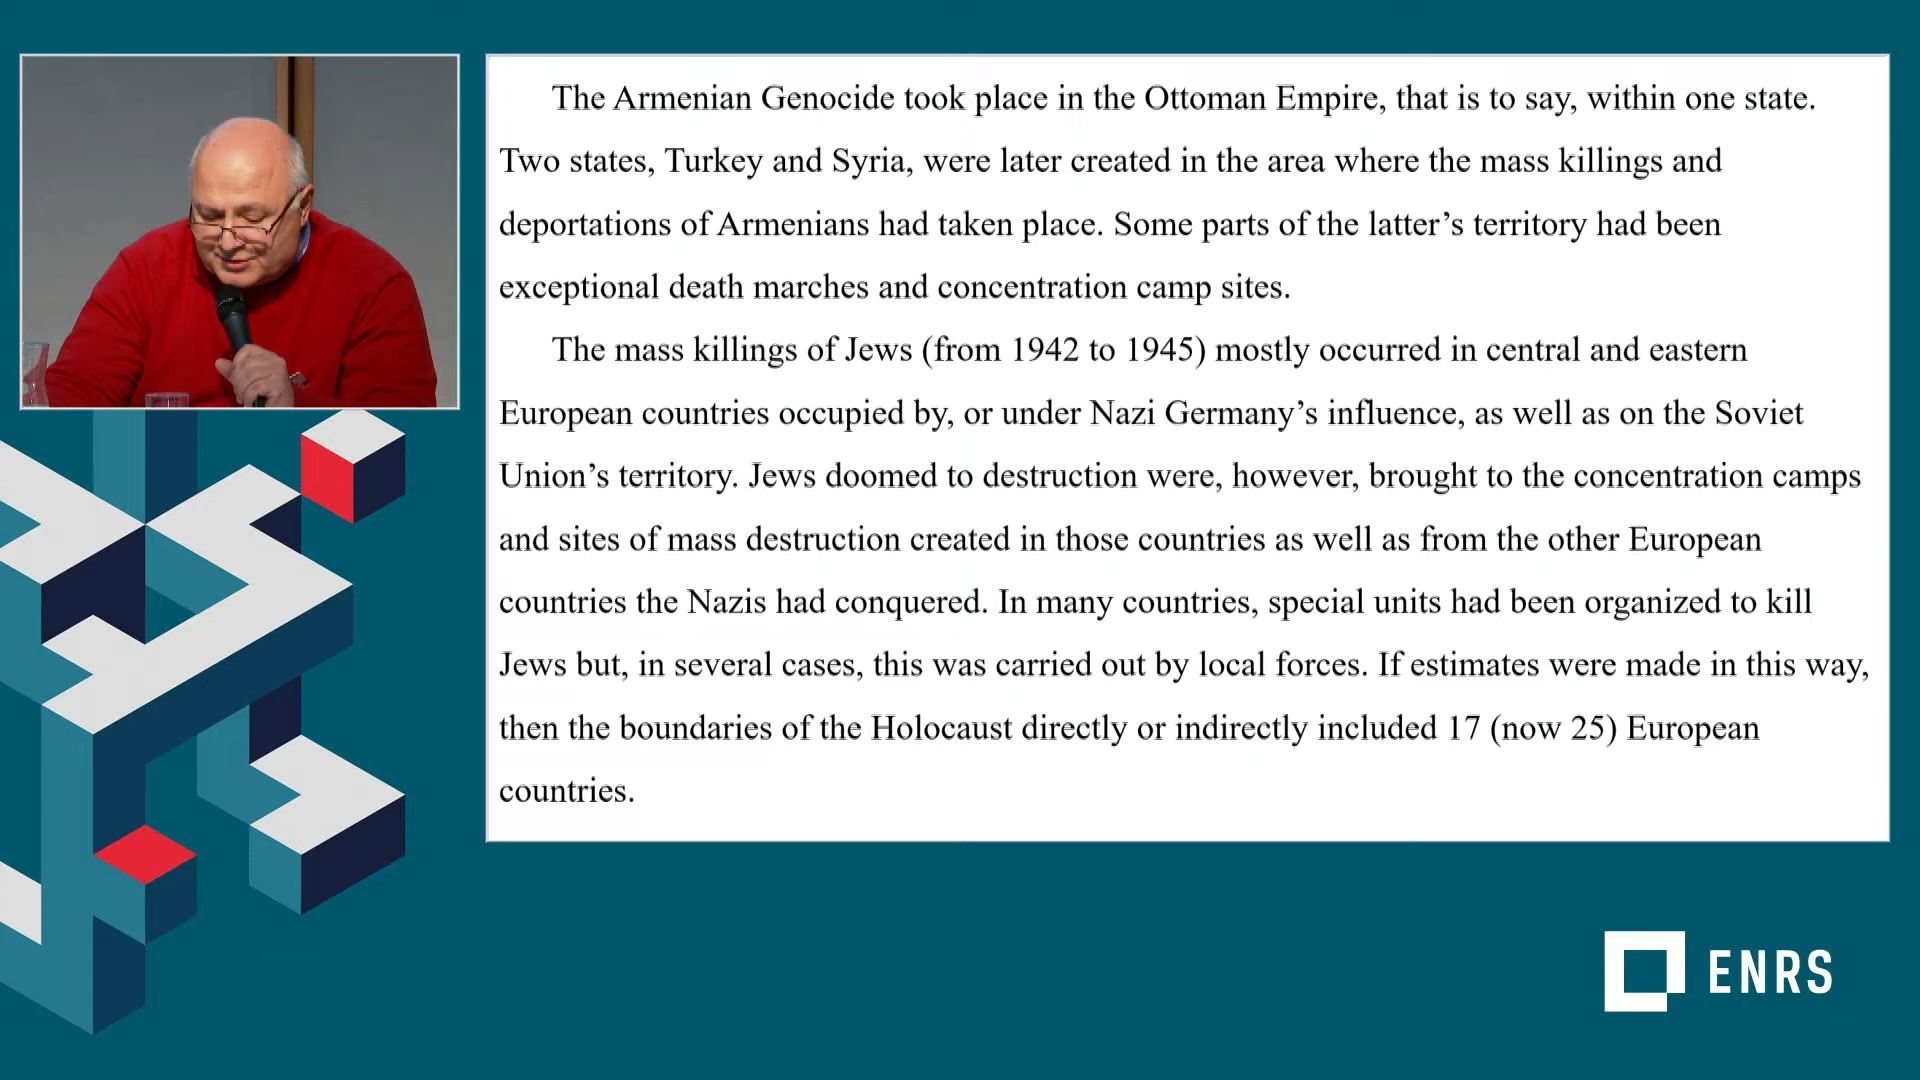 The Armenian Genocide took place in the Ottoman Empire, that is to say, within one state.
Two states, Turkey and Syria, were later created in the area where the mass killings and
deportations of Armenians had taken place. Some parts of the latter’s territory had been
exceptional death marches and concentration camp sites.
The mass killings of Jews (from 1942 to 1945) mostly occurred in central and eastern
European countries occupied by, or under Nazi Germany’s influence, as well as on the Soviet
Union’s territory. Jews doomed to destruction were, however, brought to the concentration camps
and sites of mass destruction created in those countries as well as from the other European
countries the Nazis had conquered. In many countries, special units had been organized to kill
Jews but, in several cases, this was carried out by local forces. If estimates were made in this way,
then the boundaries of the Holocaust directly or indirectly included 17 (now 25) European
countries.
ENRS